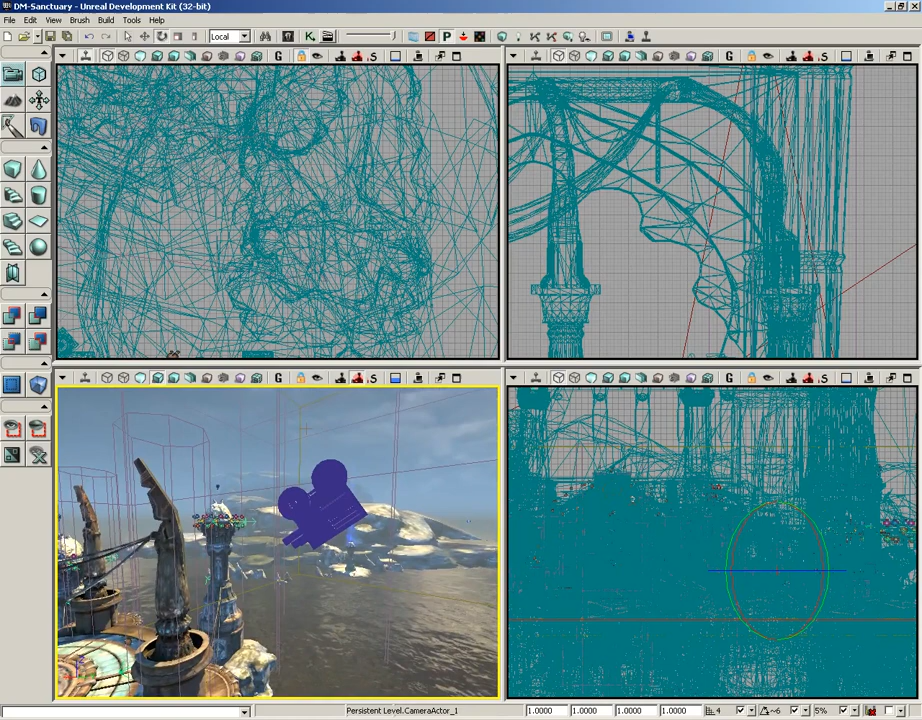 DM-Sanctuary - Unreal Development Kit (32-bit)
File Edit View Brush Build Tools Help
Local
P
G S G S
G S G S
Persistent Level.CameraActor_1
1.0000 1.0000 1.0000 1.0000 4 ~6 5%